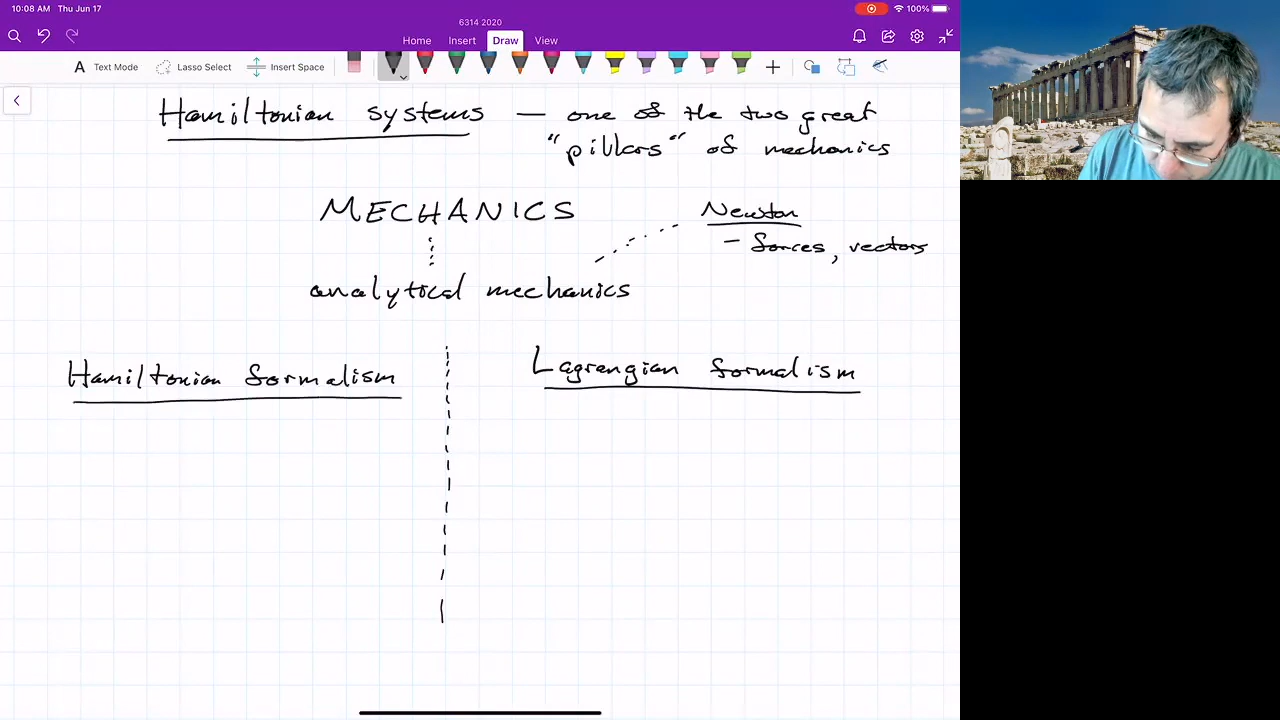 10:08 AM Thu Jun 17
100%
6314 2020
Home Insert Draw View
Text Mode Lasso Select Insert Space
Hamiltonian systems — one of the two great
"pillars" of mechanics
MECHANICS
Newton
- forces, vectors
analytical mechanics
Hamiltonian formalism
Lagrangian formalism